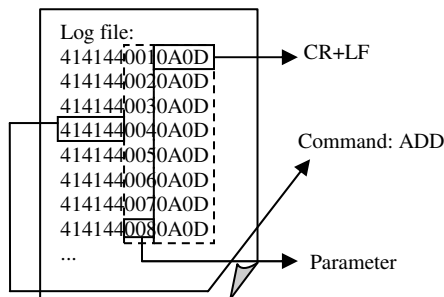 Log file:
4141440010A0D
4141440020A0D
4141440030A0D
4141440040A0D
4141440050A0D
4141440060A0D
4141440070A0D
4141440080A0D
...
CR+LF
Command: ADD
Parameter